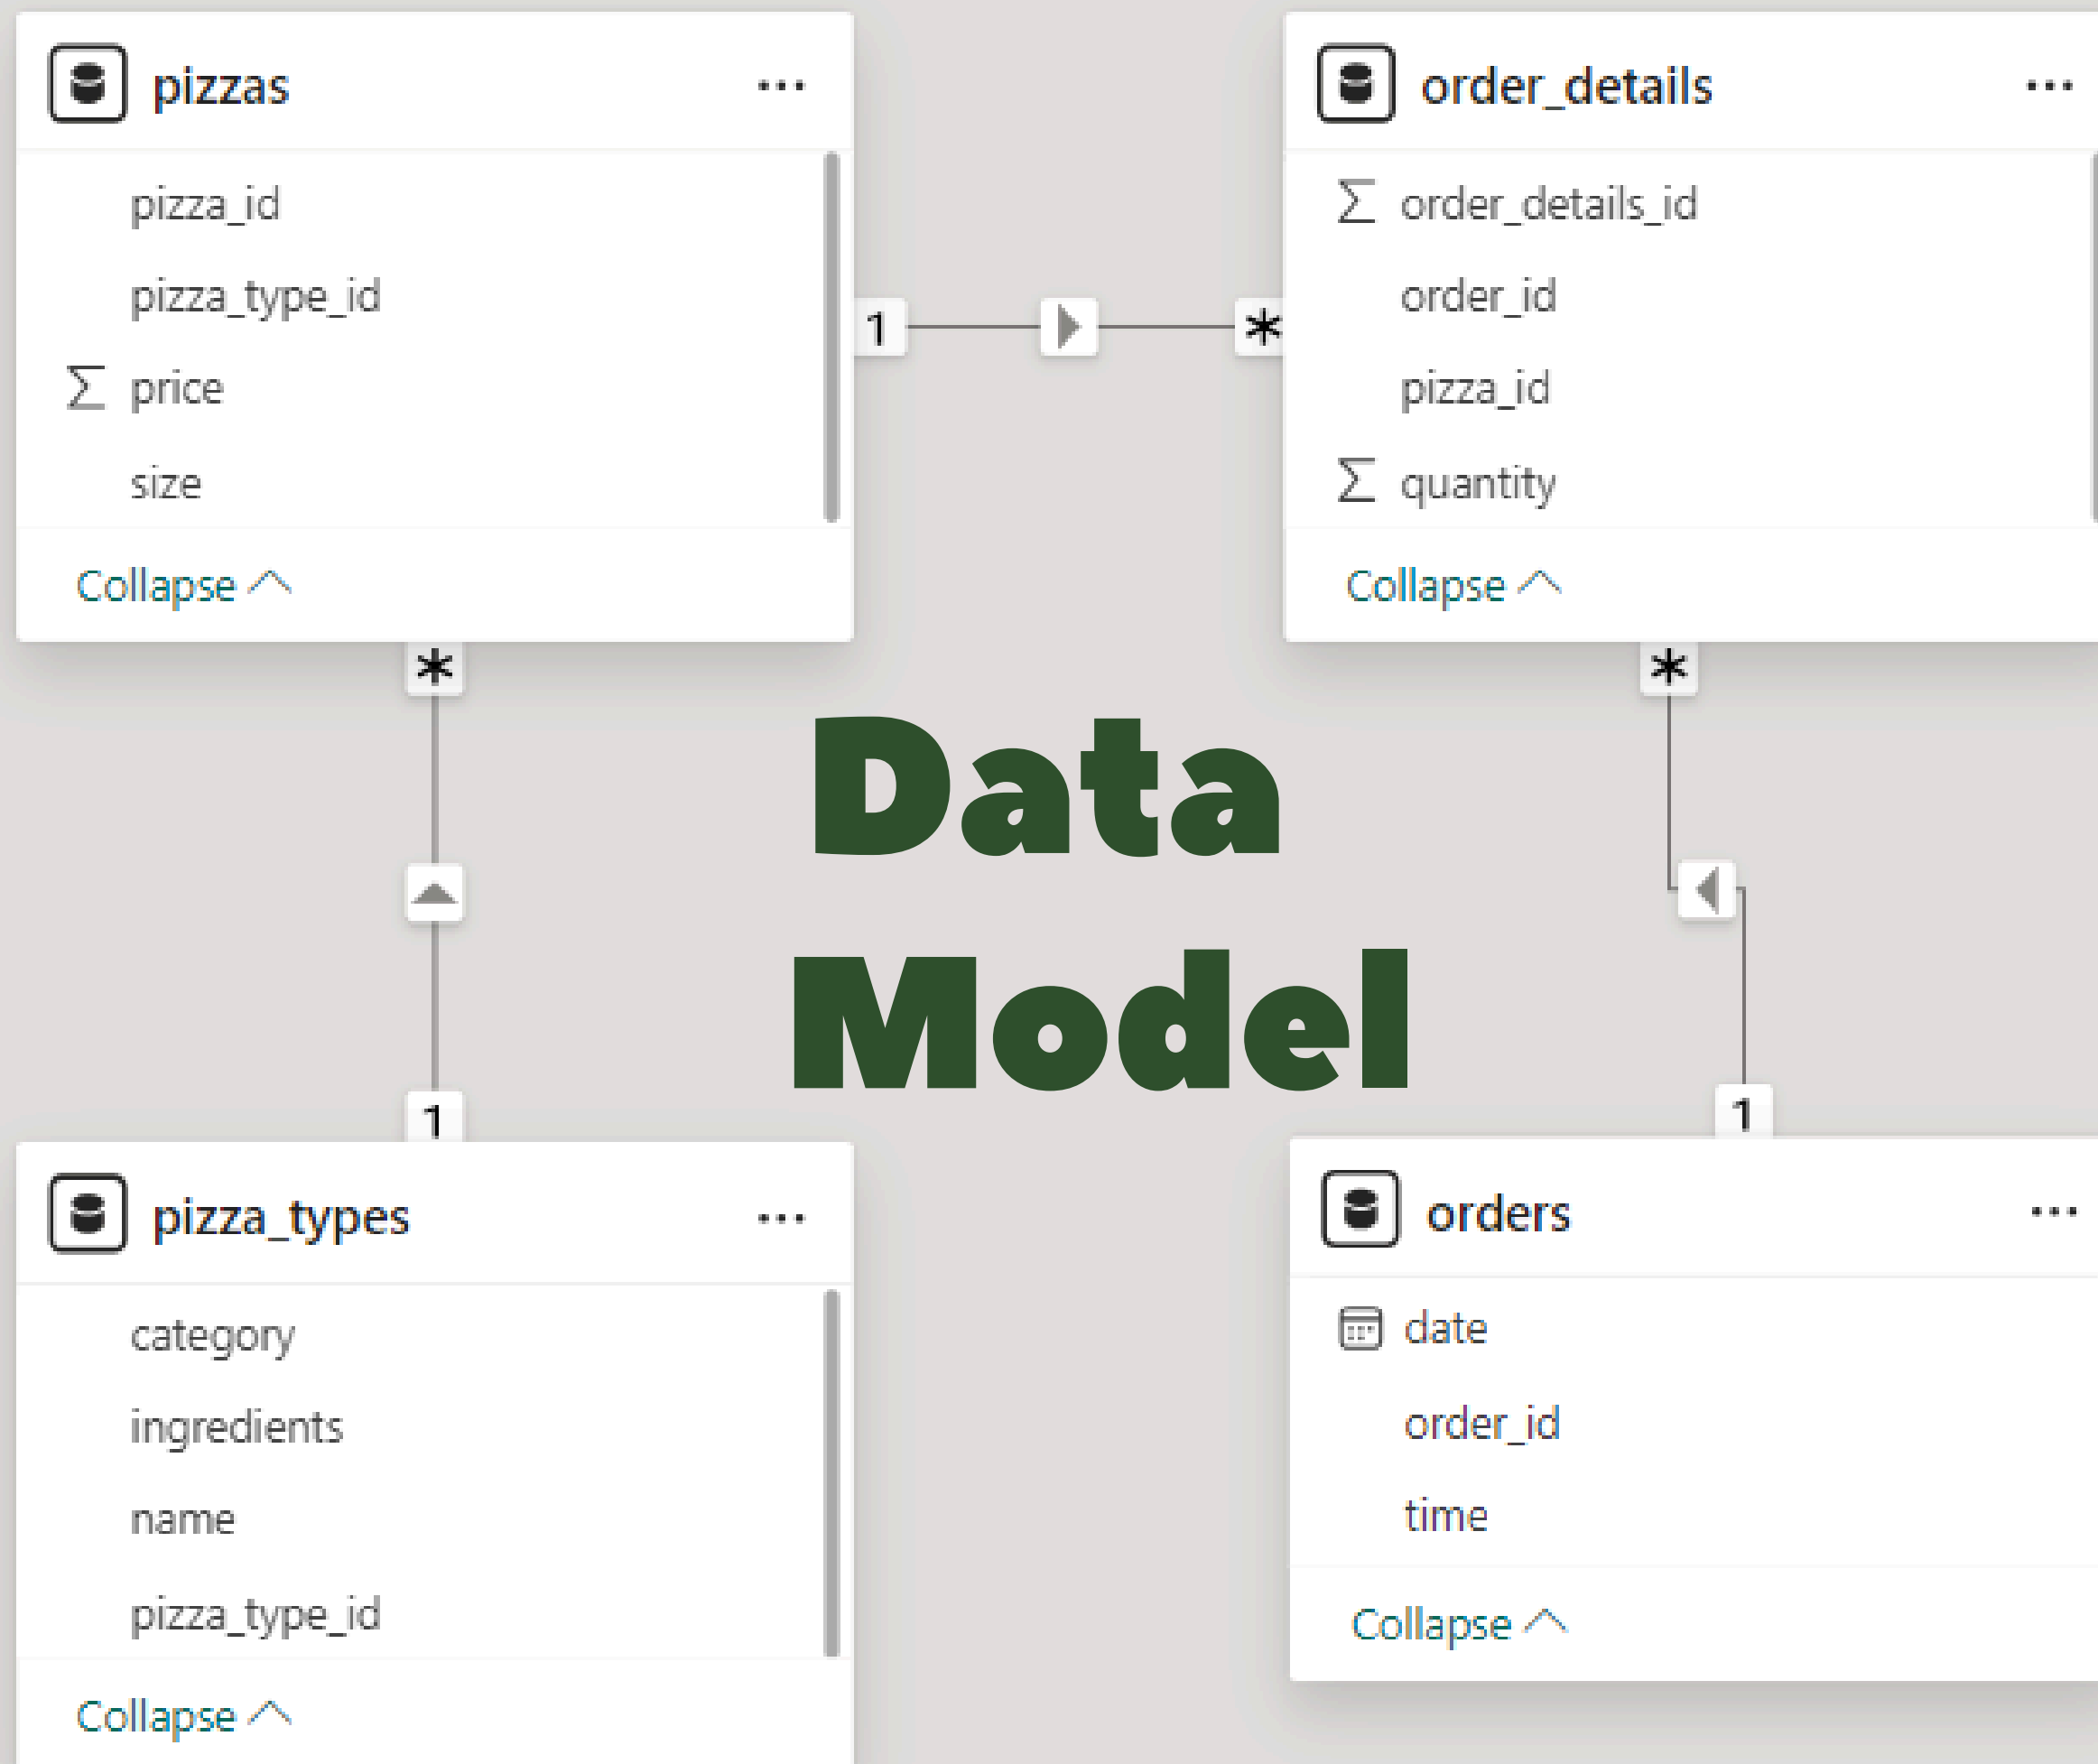 pizzas ...
pizza_id
pizza_type_id
Σ price
size
Collapse
1
*
order_details ...
Σ order_details_id
order_id
pizza_id
Σ quantity
Collapse
*
1
*
1
Data
Model
pizza_types ...
category
ingredients
name
pizza_type_id
Collapse
orders ...
date
order_id
time
Collapse